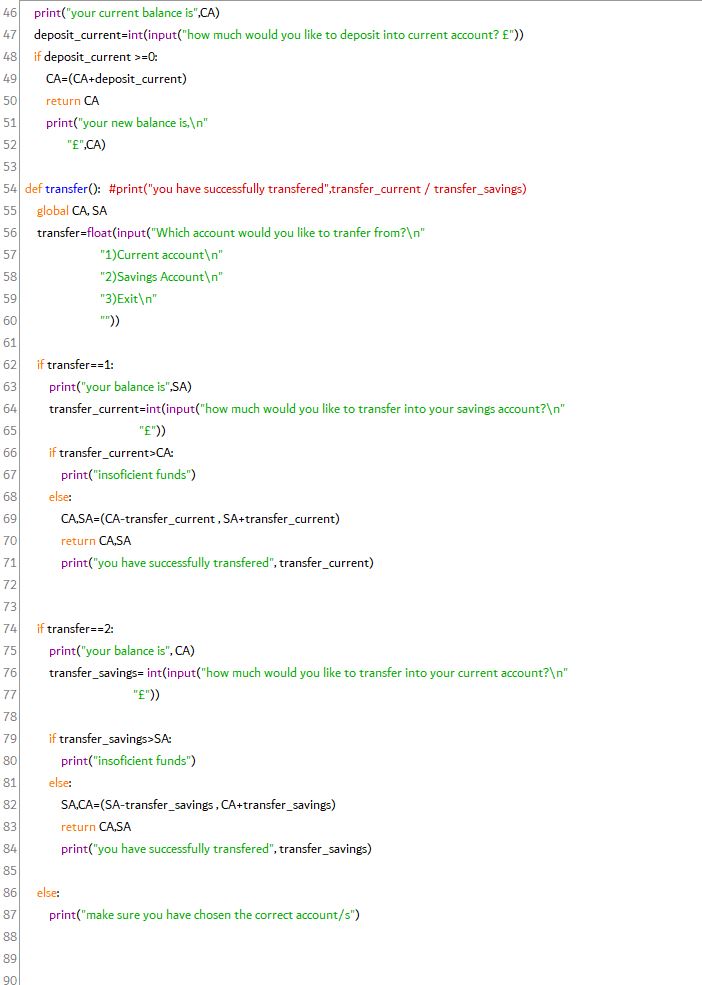 46 print("your current balance is",CA)
47 deposit_current=int(input("how much would you like to deposit into current account? £"))
48 if deposit_current >=0:
49 CA=(CA+deposit_current)
50 return CA
51 print("your new balance is,\n"
52 "£",CA)
53
54 def transfer(): #print("you have successfully transfered",transfer_current / transfer_savings)
55 global CA, SA
56 transfer=float(input("Which account would you like to tranfer from?\n"
57 "1)Current account\n"
58 "2)Savings Account\n"
59 "3)Exit\n"
60 ""))
61
62 if transfer==1:
63 print("your balance is",SA)
64 transfer_current=int(input("how much would you like to transfer into your savings account?\n"
65 "£"))
66 if transfer_current>CA:
67 print("insoficient funds")
68 else:
69 CA,SA=(CA-transfer_current , SA+transfer_current)
70 return CA,SA
71 print("you have successfully transfered", transfer_current)
72
73
74 if transfer==2:
75 print("your balance is", CA)
76 transfer_savings= int(input("how much would you like to transfer into your current account?\n"
77 "£"))
78
79 if transfer_savings>SA:
80 print("insoficient funds")
81 else:
82 SA,CA=(SA-transfer_savings , CA+transfer_savings)
83 return CA,SA
84 print("you have successfully transfered", transfer_savings)
85
86 else:
87 print("make sure you have chosen the correct account/s")
88
89
90